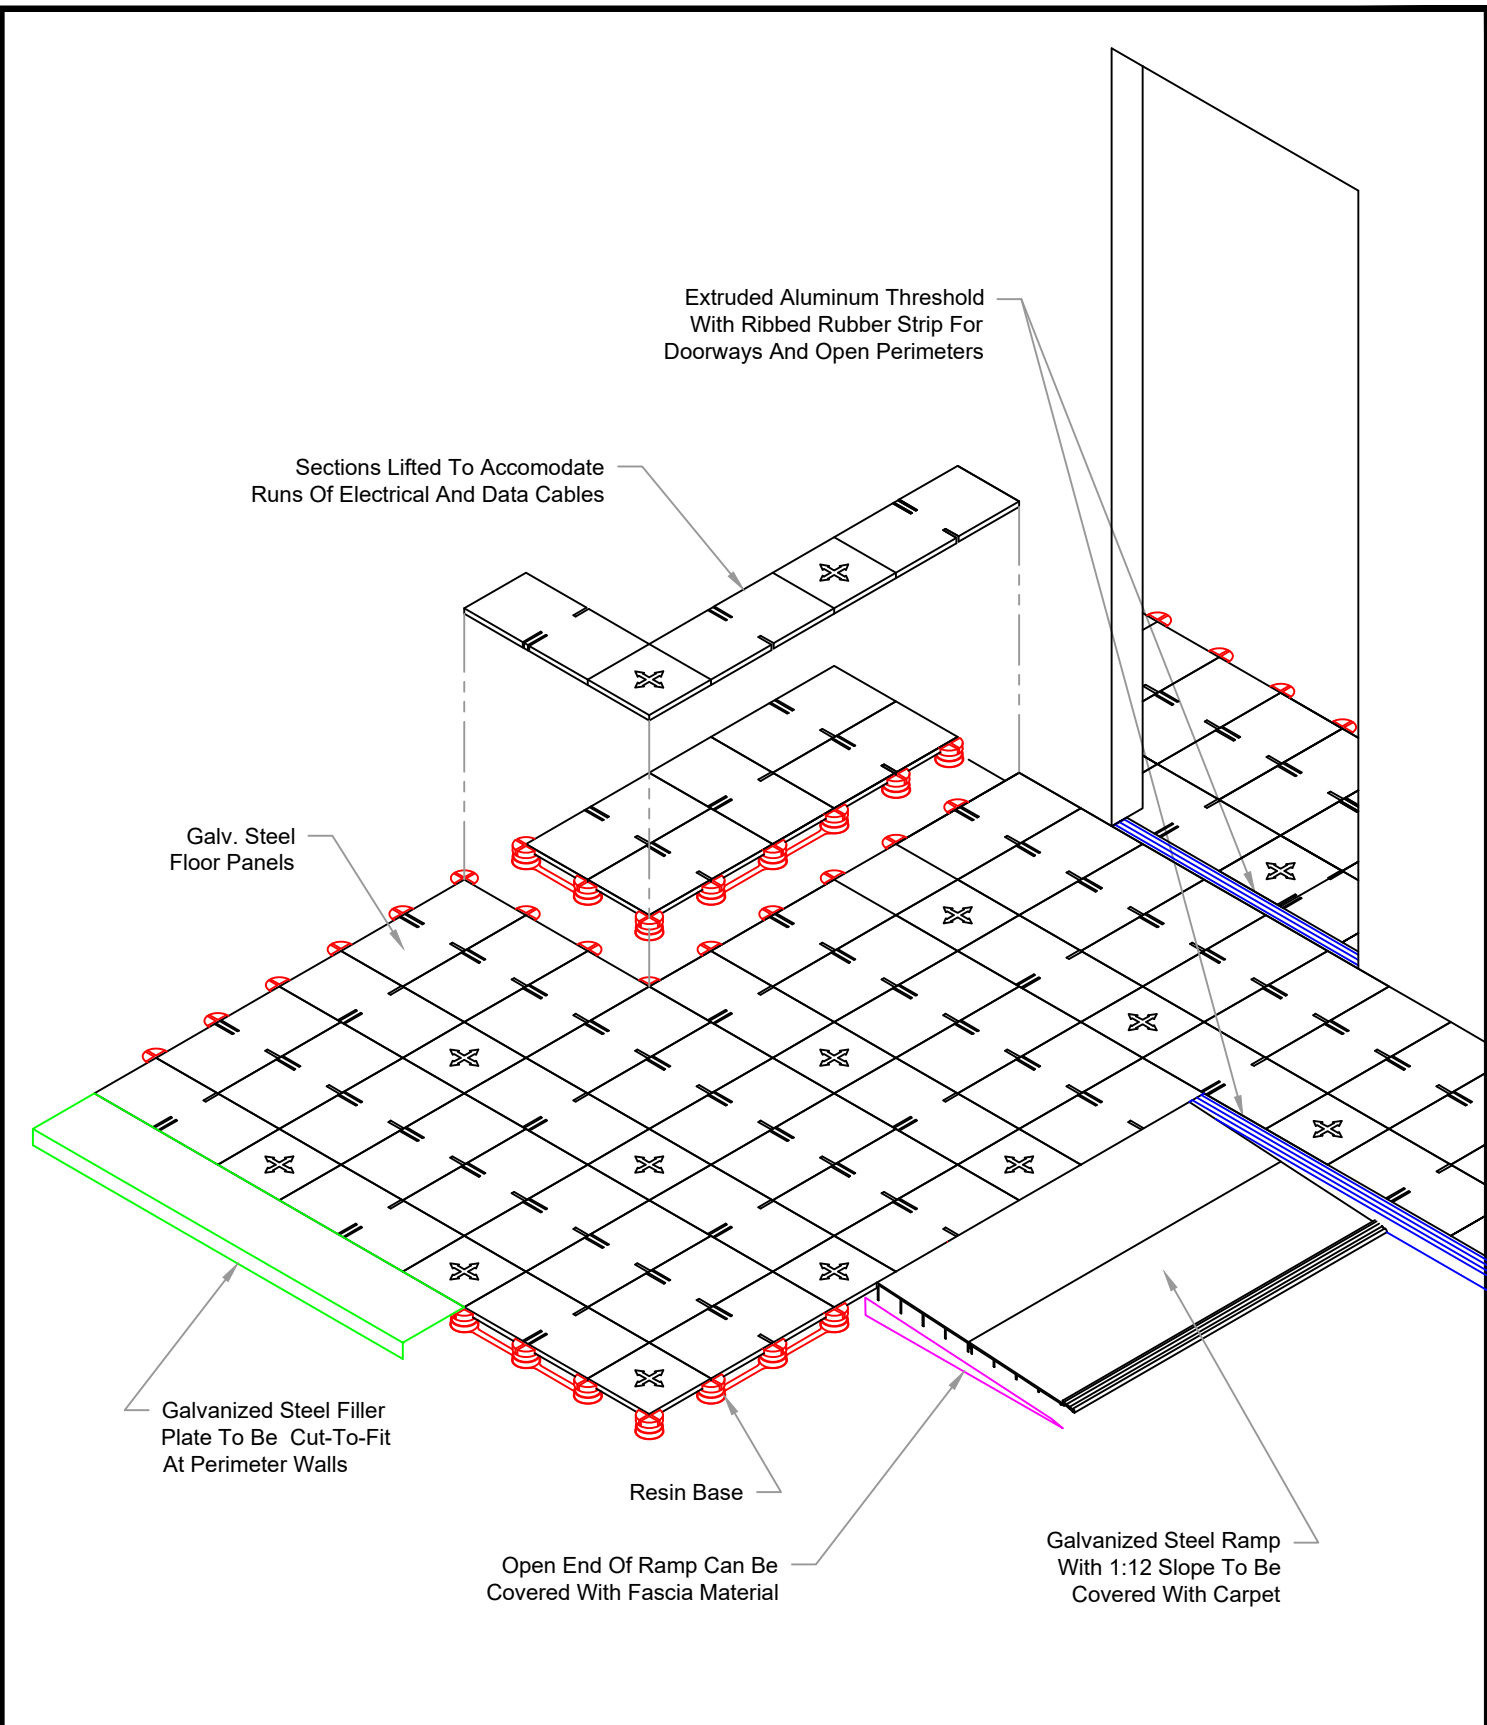 Extruded Aluminum Threshold
With Ribbed Rubber Strip For
Doorways And Open Perimeters
Sections Lifted To Accomodate
Runs Of Electrical And Data Cables
Galv. Steel
Floor Panels
Galvanized Steel Filler
Plate To Be  Cut-To-Fit
At Perimeter Walls
Resin Base
Open End Of Ramp Can Be
Covered With Fascia Material
Galvanized Steel Ramp
With 1:12 Slope To Be
Covered With Carpet